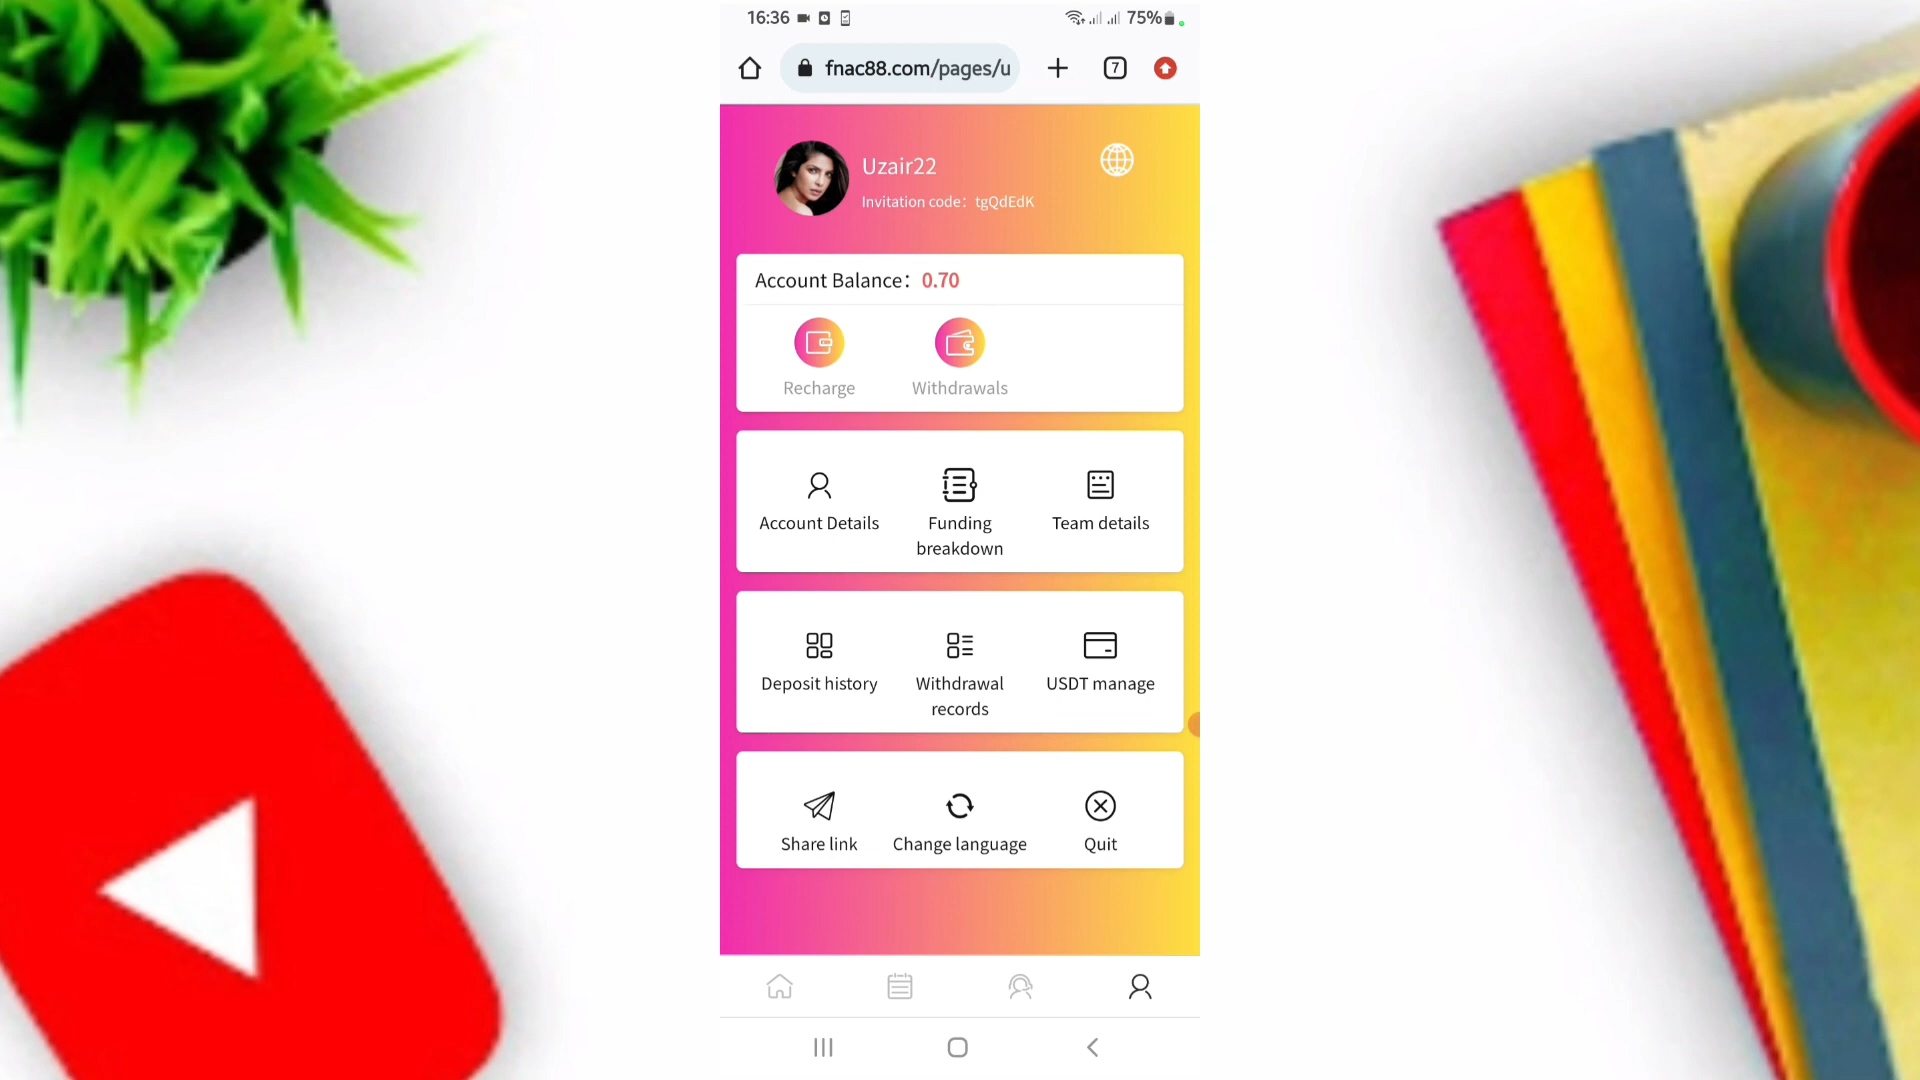 16:36
75%
fnac88.com/pages/u
7
Uzair22
Invitation code: tgQdEdK
Account Balance: 0.70
Recharge
Withdrawals
Account Details
Funding breakdown
Team details
Deposit history
Withdrawal records
USDT manage
Share link
Change language
Quit